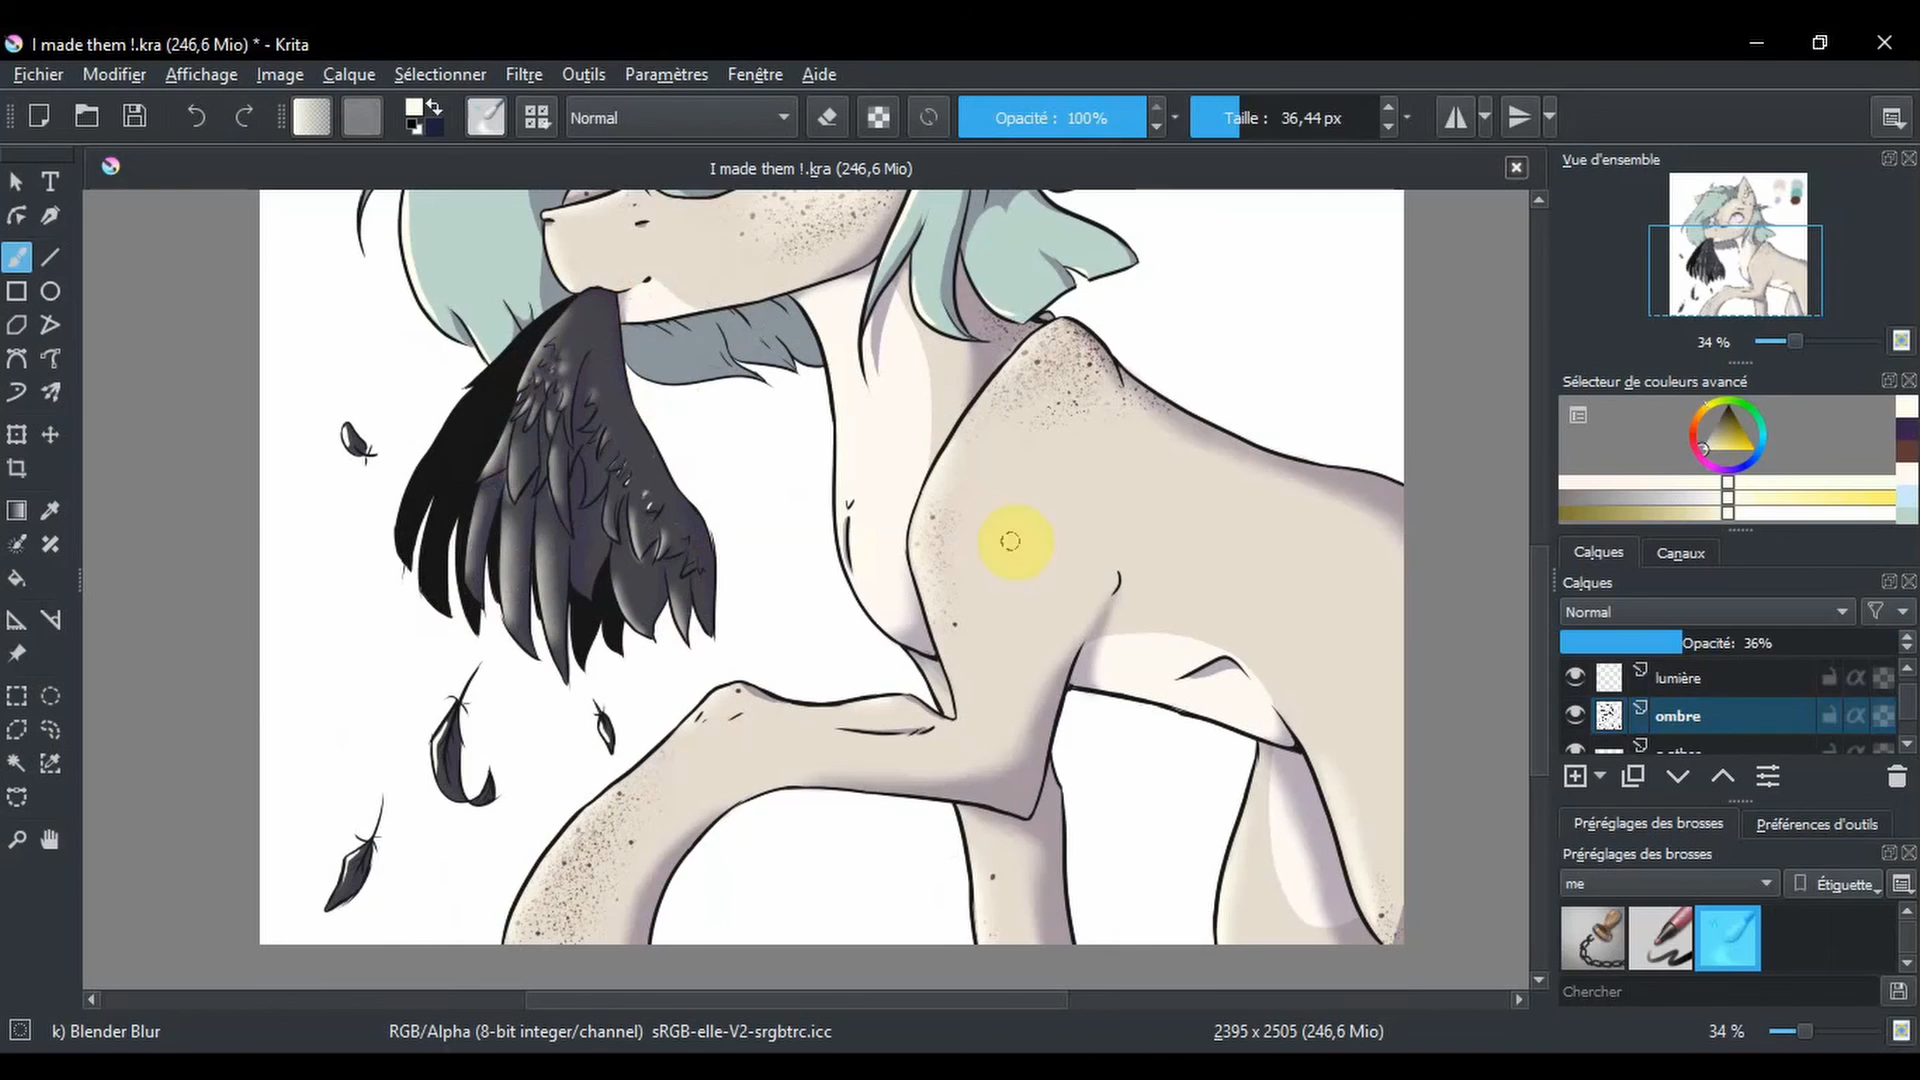 I made them !.kra (246,6 Mio) * - Krita
Fichier Modifier Affichage Image Calque Sélectionner Filtre Outils Paramètres Fenêtre Aide
Normal
Opacité : 100%
Taille : 36,44 px
I made them !.kra (246,6 Mio)
Vue d'ensemble
34 %
Sélecteur de couleurs avancé
Calques Canaux
Calques
Normal
Opacité: 36%
lumière
ombre
Préréglages des brosses Préférences d'outils
Préréglages des brosses
me
Étiquette
Chercher
k) Blender Blur
RGB/Alpha (8-bit integer/channel) sRGB-elle-V2-srgbtrc.icc
2395 x 2505 (246,6 Mio)
34 %